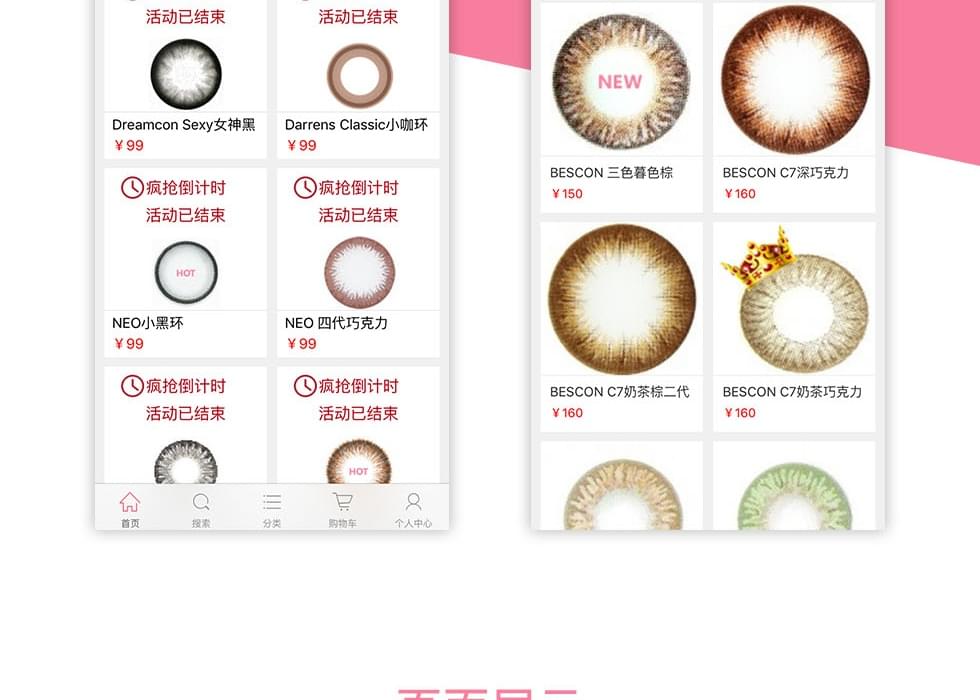 活动已结束
活动已结束
Dreamcon Sexy女神黑
Darrens Classic小咖环
￥99
￥99
疯抢倒计时
疯抢倒计时
活动已结束
活动已结束
HOT
NEO小黑环
NEO 四代巧克力
￥99
￥99
疯抢倒计时
疯抢倒计时
活动已结束
活动已结束
HOT
首页
搜索
分类
购物车
个人中心
NEW
BESCON 三色暮色棕
BESCON C7深巧克力
￥150
￥160
BESCON C7奶茶棕二代
BESCON C7奶茶巧克力
￥160
￥160